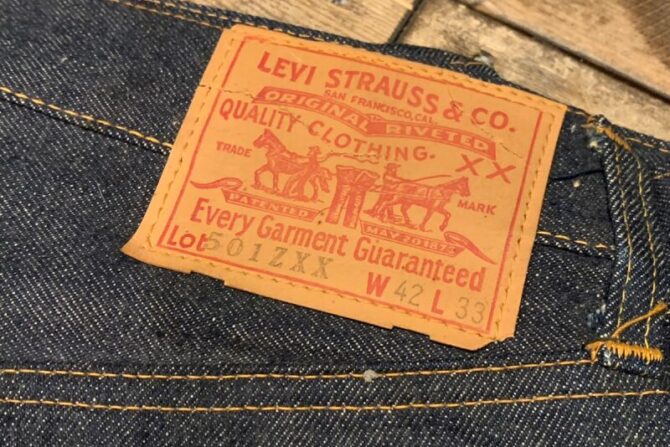 LEVI STRAUSS & CO.
SAN FRANCISCO, CAL.
ORIGINAL RIVETED
QUALITY CLOTHING.
XX
TRADE MARK
PATENTED MAY 20 1873
Every Garment Guaranteed
Lot 501ZXX
W 42 L 33